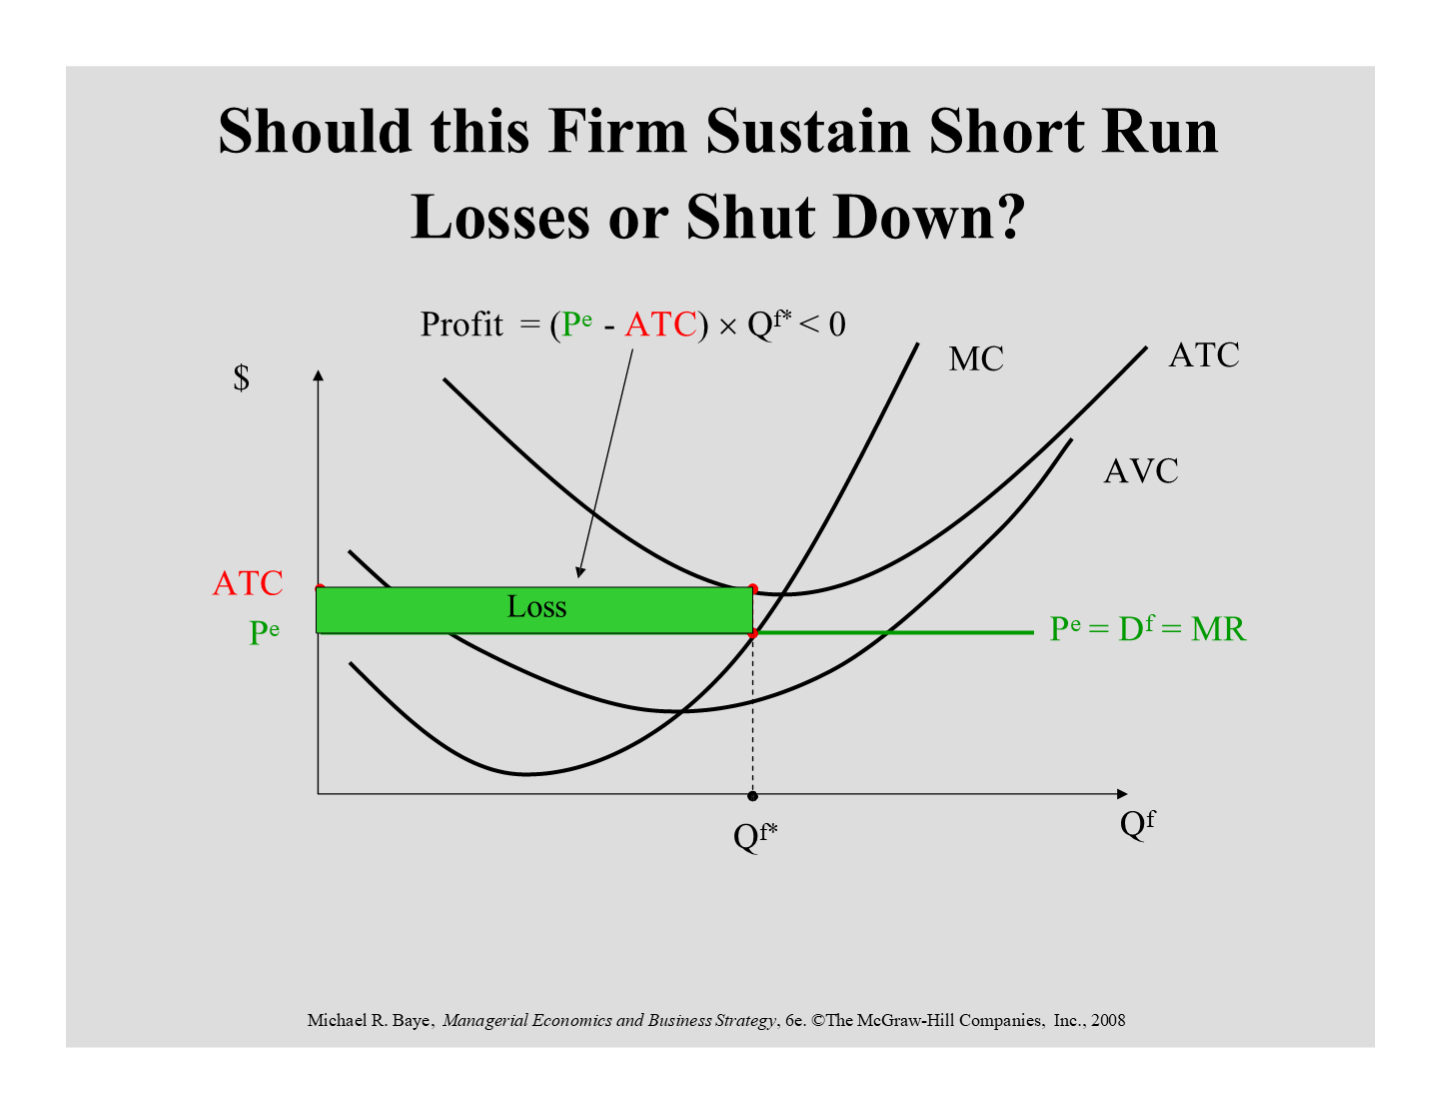 Should this Firm Sustain Short Run
Losses or Shut Down?
Profit = (Pᵉ - ATC) × Qᶠ* < 0
$
MC
ATC
AVC
ATC
Loss
Pᵉ
Pᵉ = Dᶠ = MR
Qᶠ*
Qᶠ
Michael R. Baye, Managerial Economics and Business Strategy, 6e. ©The McGraw-Hill Companies, Inc., 2008